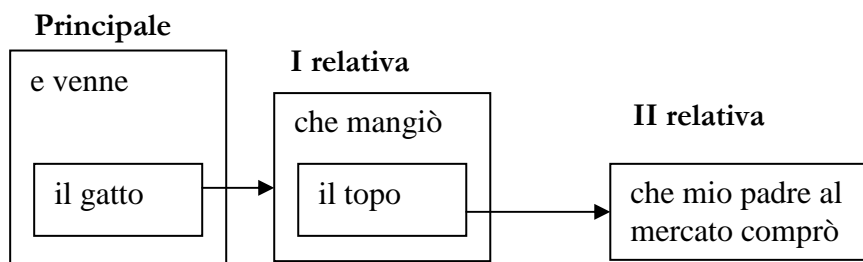 Principale
e venne
il gatto
I relativa
che mangiò
il topo
II relativa
che mio padre al
mercato comprò